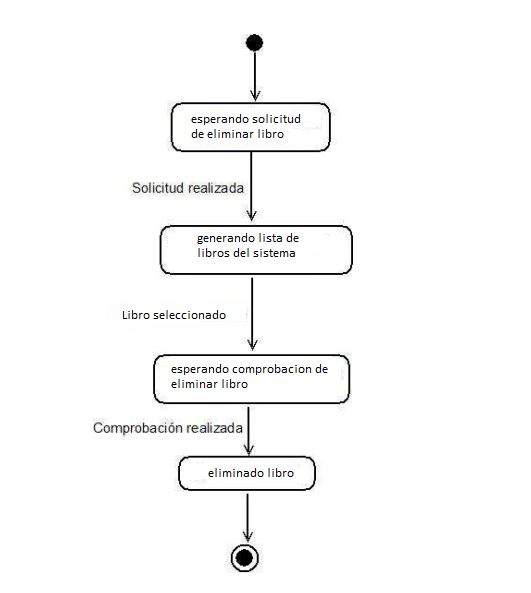 esperando solicitud
de eliminar libro
Solicitud realizada
generando lista de
libros del sistema
Libro seleccionado
esperando comprobacion de
eliminar libro
Comprobación realizada
eliminado libro